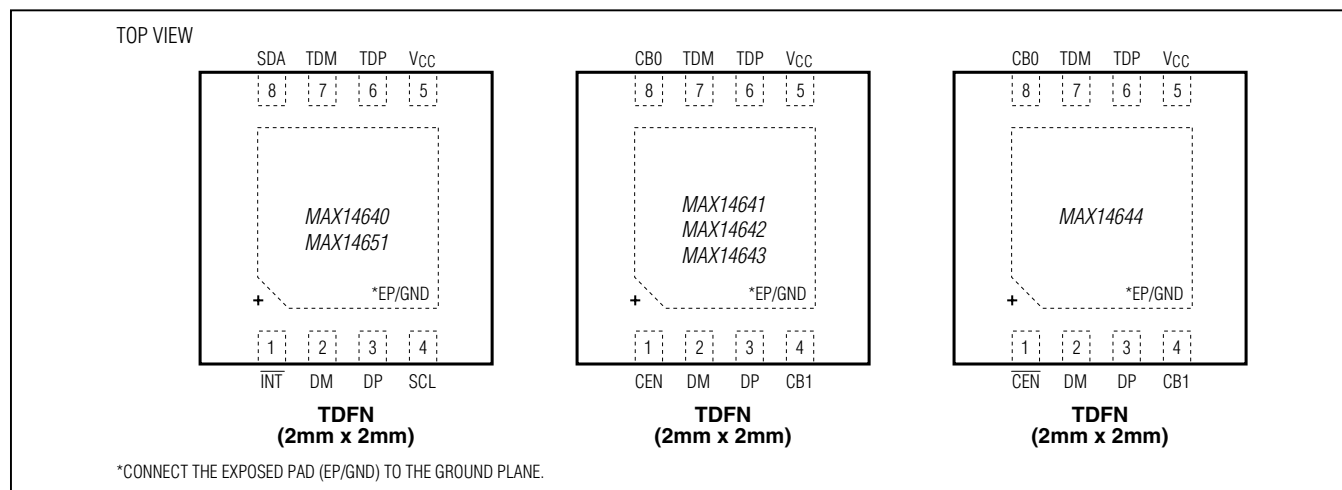 TOP VIEW
SDA TDM TDP VCC
8 7 6 5
MAX14640
MAX14651
*EP/GND
+
1 2 3 4
INT DM DP SCL
TDFN
(2mm x 2mm)
CB0 TDM TDP VCC
8 7 6 5
MAX14641
MAX14642
MAX14643
*EP/GND
+
1 2 3 4
CEN DM DP CB1
TDFN
(2mm x 2mm)
CB0 TDM TDP VCC
8 7 6 5
MAX14644
*EP/GND
+
1 2 3 4
CEN DM DP CB1
TDFN
(2mm x 2mm)
*CONNECT THE EXPOSED PAD (EP/GND) TO THE GROUND PLANE.